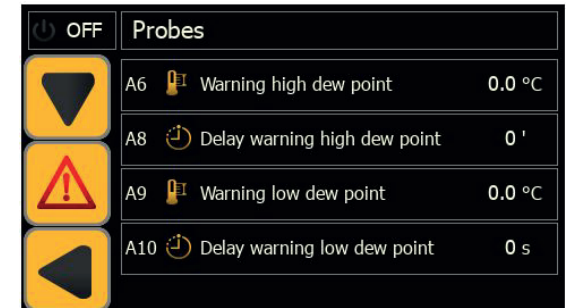 OFF Probes
A6 Warning high dew point 0.0 °C
A8 Delay warning high dew point 0 '
A9 Warning low dew point 0.0 °C
A10 Delay warning low dew point 0 s